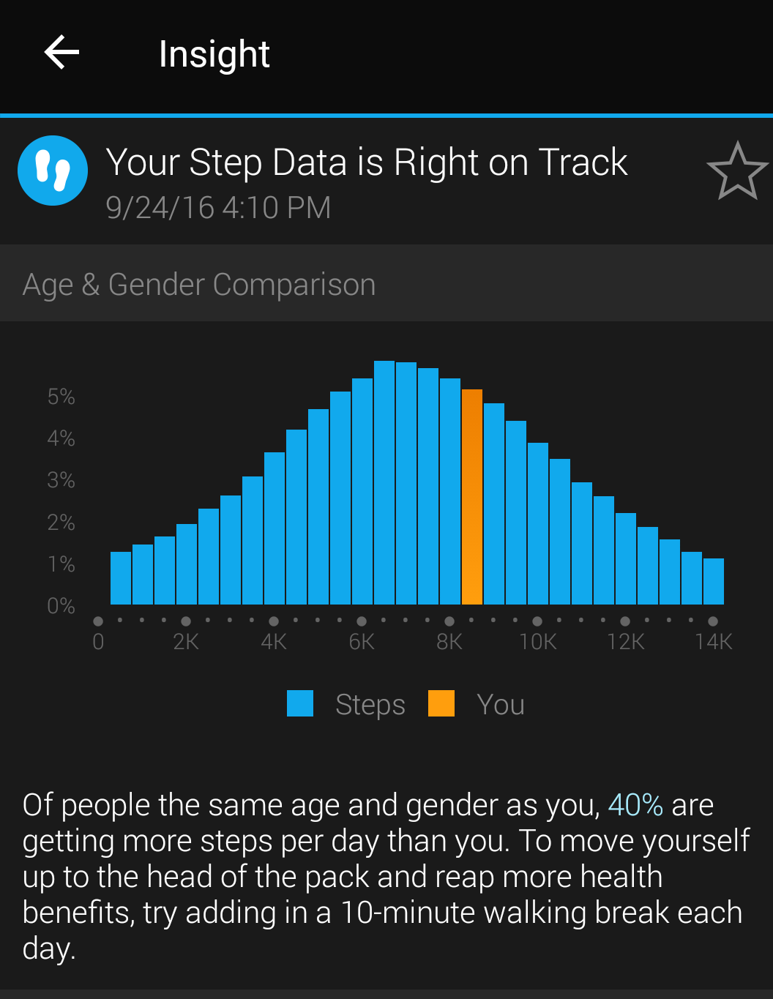 Insight
Your Step Data is Right on Track
9/24/16 4:10 PM
Age & Gender Comparison
5%
4%
3%
2%
1%
0%
0 2K 4K 6K 8K 10K 12K 14K
Steps You
Of people the same age and gender as you, 40% are
getting more steps per day than you. To move yourself
up to the head of the pack and reap more health
benefits, try adding in a 10-minute walking break each
day.